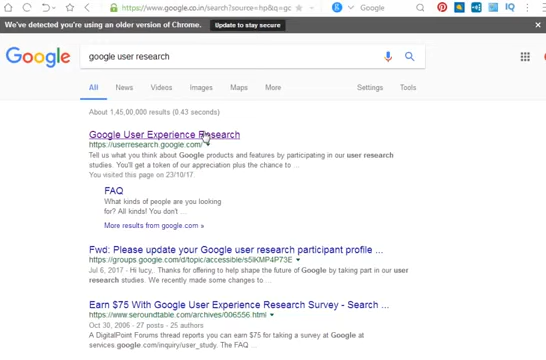 https://www.google.co.in/search?source=hp&q=gc
Google
We've detected you're using an older version of Chrome. Update to stay secure
Google
google user research
All News Videos Images Maps More Settings Tools
About 1,45,00,000 results (0.43 seconds)
Google User Experience Research
https://userresearch.google.com/
Tell us what you think about Google products and features by participating in our user research
studies. You'll get a token of our appreciation plus the chance to ...
You visited this page on 23/10/17.
FAQ
What kinds of people are you looking
for? All kinds! You don't ...
More results from google.com »
Fwd: Please update your Google user research participant profile ...
https://groups.google.com/d/topic/accessible/s5IKMP4P73E
Jul 6, 2017 - Hi lucy,. Thanks for offering to help shape the future of Google by taking part in our user
research studies. We recently made some changes to ...
Earn $75 With Google User Experience Research Survey - Search ...
https://www.seroundtable.com/archives/006556.html
Oct 30, 2006 - 27 posts - 25 authors
A DigitalPoint Forums thread reports you can earn $75 for taking a survey at Google at
services.google.com/inquiry/user_study. The FAQ ...